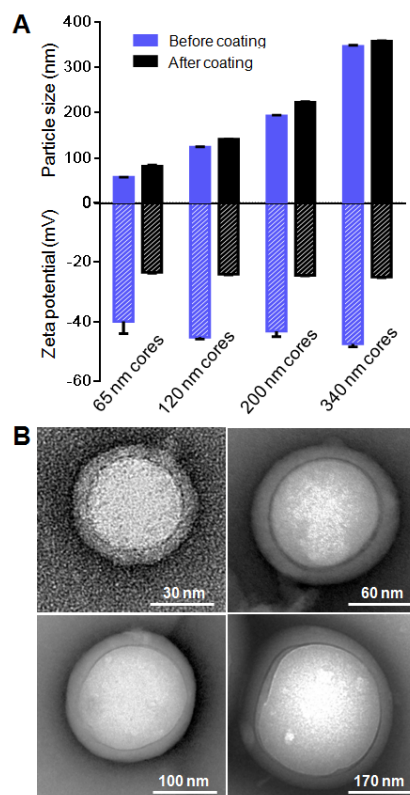 A
Particle size (nm)
400
300
200
100
0
Before coating
After coating
Zeta potential (mV)
-20
-40
-60
65 nm cores
120 nm cores
200 nm cores
340 nm cores
B
30 nm
60 nm
100 nm
170 nm